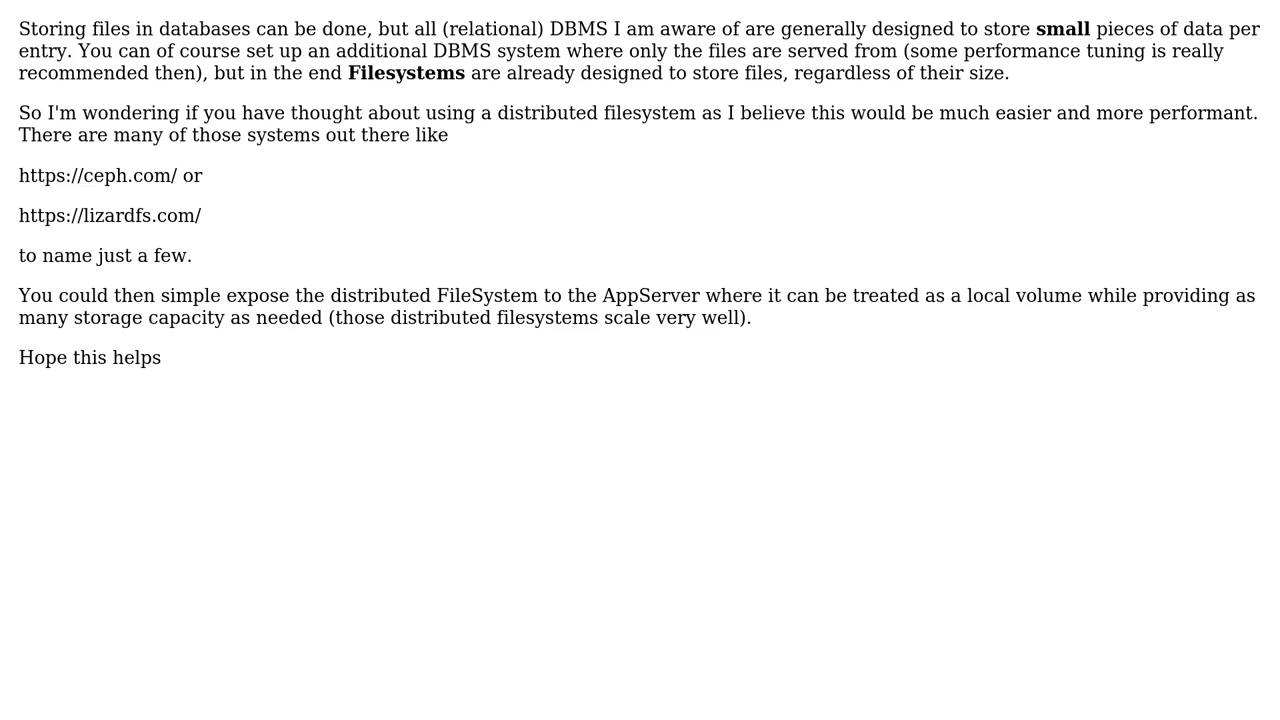 Storing files in databases can be done, but all (relational) DBMS I am aware of are generally designed to store small pieces of data per
entry. You can of course set up an additional DBMS system where only the files are served from (some performance tuning is really
recommended then), but in the end Filesystems are already designed to store files, regardless of their size.
So I'm wondering if you have thought about using a distributed filesystem as I believe this would be much easier and more performant.
There are many of those systems out there like
https://ceph.com/ or
https://lizardfs.com/
to name just a few.
You could then simple expose the distributed FileSystem to the AppServer where it can be treated as a local volume while providing as
many storage capacity as needed (those distributed filesystems scale very well).
Hope this helps